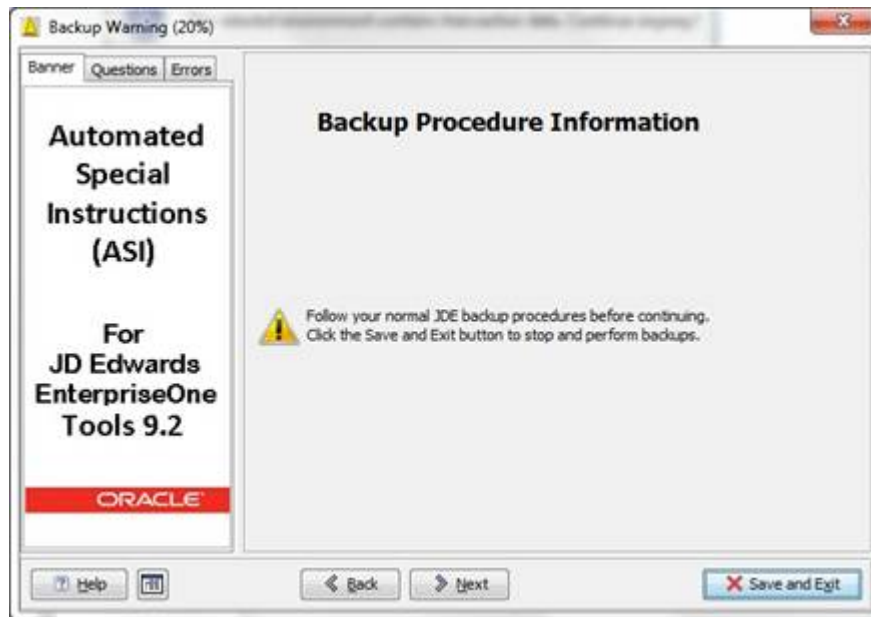 Backup Warning (20%)
Banner Questions Errors
Automated
Special
Instructions
(ASI)
For
JD Edwards
EnterpriseOne
Tools 9.2
ORACLE
Backup Procedure Information
Follow your normal JDE backup procedures before continuing.
Click the Save and Exit button to stop and perform backups.
Help
Back
Next
Save and Exit